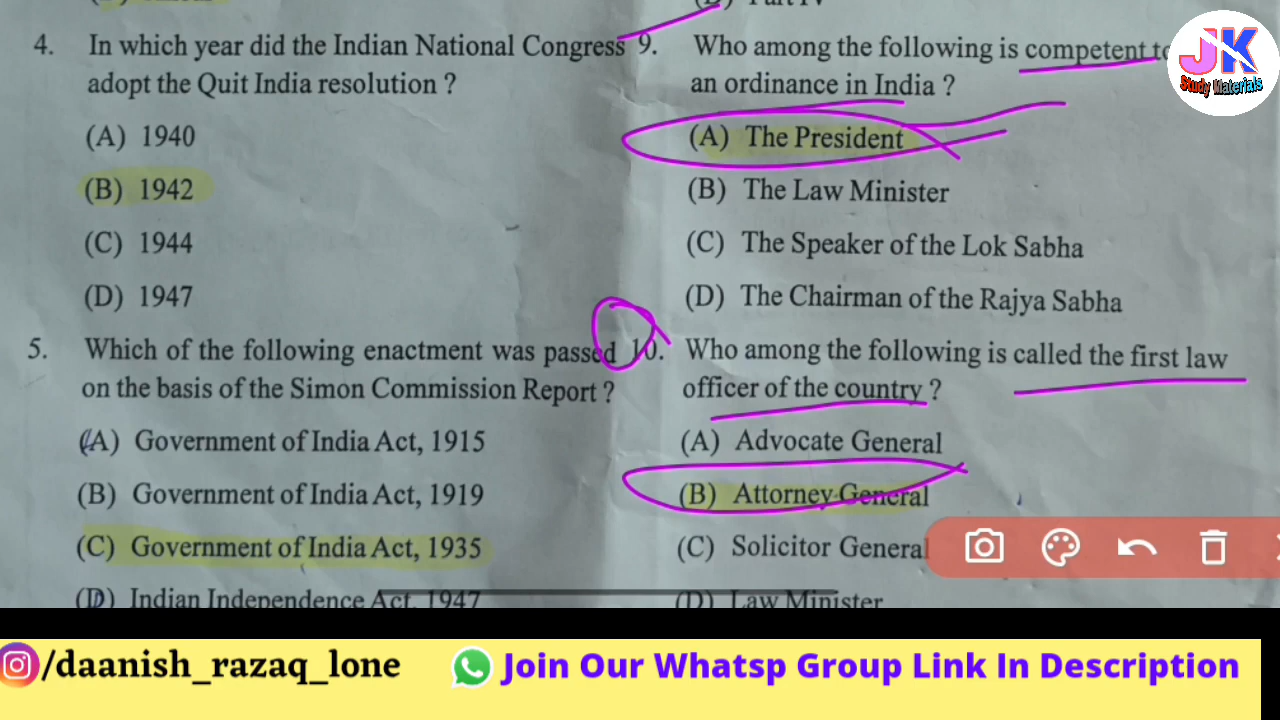 4. In which year did the Indian National Congress
adopt the Quit India resolution ?
(A) 1940
(B) 1942
(C) 1944
(D) 1947
5. Which of the following enactment was passed
on the basis of the Simon Commission Report ?
(A) Government of India Act, 1915
(B) Government of India Act, 1919
(C) Government of India Act, 1935
(D) Indian Independence Act, 1947
9. Who among the following is competent to
an ordinance in India ?
(A) The President
(B) The Law Minister
(C) The Speaker of the Lok Sabha
(D) The Chairman of the Rajya Sabha
10. Who among the following is called the first law
officer of the country ?
(A) Advocate General
(B) Attorney General
(C) Solicitor General
(D) Law Minister
JK
Study Materials
/daanish_razaq_lone
Join Our Whatsp Group Link In Description